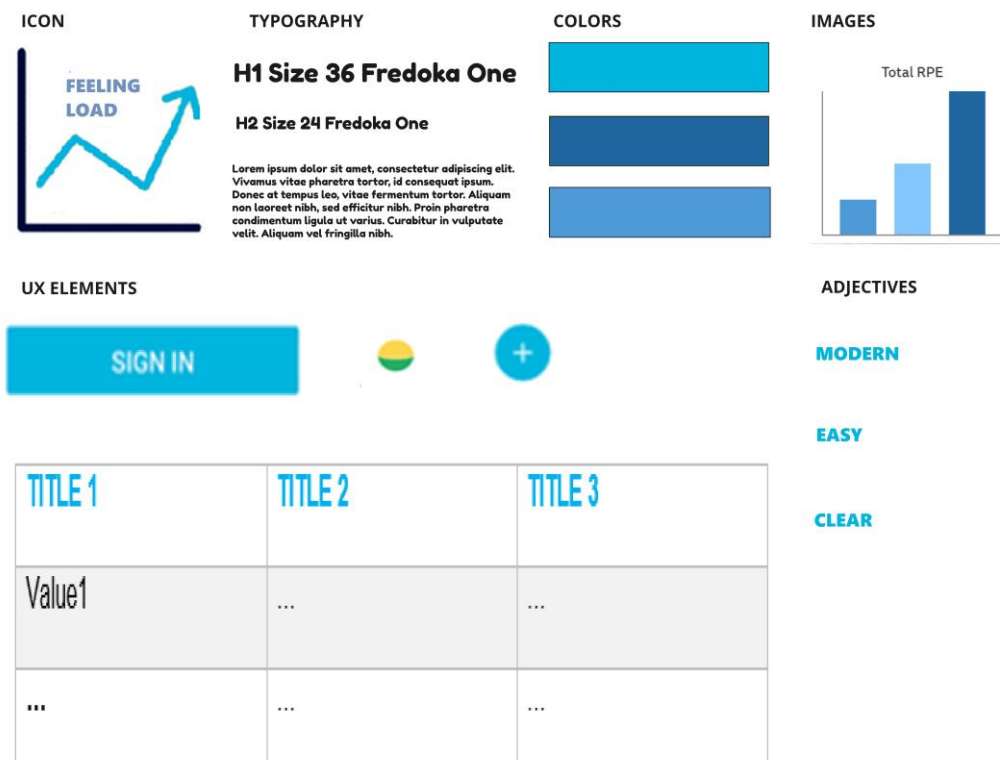 ICON
TYPOGRAPHY
COLORS
IMAGES
FEELING
LOAD
H1 Size 36 Fredoka One
H2 Size 24 Fredoka One
Lorem ipsum dolor sit amet, consectetur adipiscing elit.
Vivamus vitae pharetra tortor, id consequat ipsum.
Donec at tempus leo, vitae fermentum tortor. Aliquam
non laoreet nibh, sed efficitur nibh. Proin pharetra
condimentum ligula ut varius. Curabitur in vulputate
velit. Aliquam vel fringilla nibh.
Total RPE
UX ELEMENTS
ADJECTIVES
SIGN IN
+
MODERN
EASY
CLEAR
TITLE 1
TITLE 2
TITLE 3
Value1
...
...
...
...
...